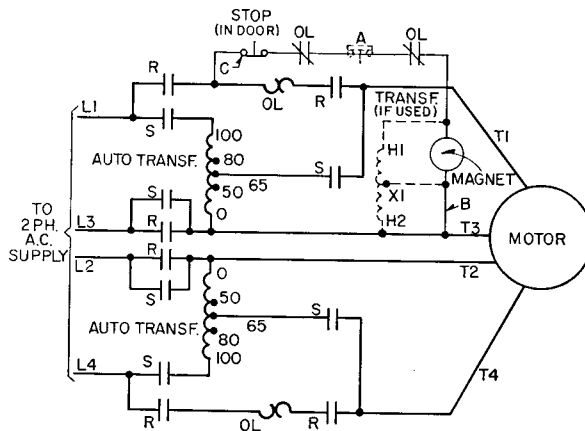 STOP
(IN DOOR)
OL
A
OL
C
R
OL
R
TRANSF.
(IF USED)
L1
S
100
AUTO TRANSF.
80
65
50
0
S
H1
X1
H2
MAGNET
B
T1
TO
2 PH.
A.C.
SUPPLY
L3
S
R
T3
MOTOR
L2
R
S
T2
0
50
AUTO TRANSF.
65
80
100
S
L4
S
T4
R
OL
R